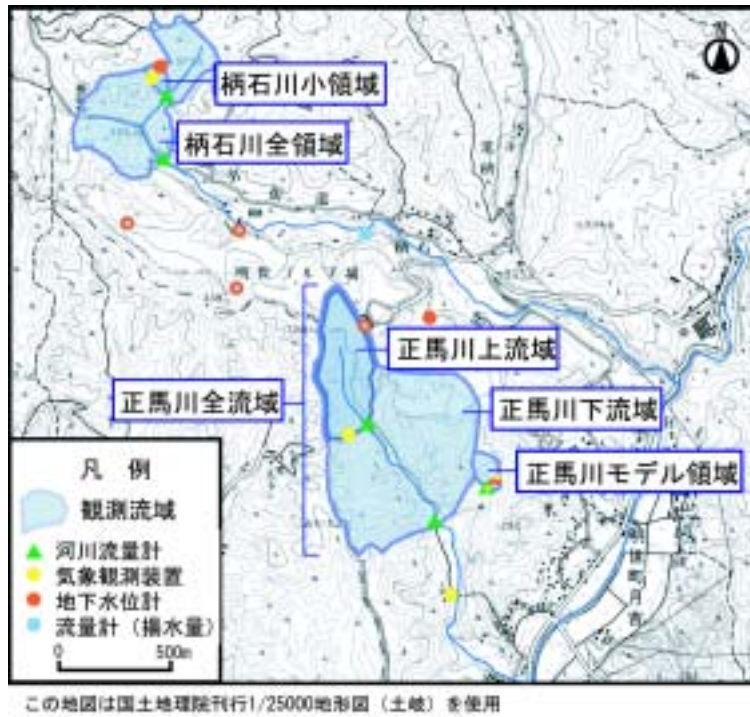 柄石川小領域
柄石川全領域
正馬川上流域
正馬川全流域
正馬川下流域
正馬川モデル領域
凡 例
観測流域
河川流量計
気象観測装置
地下水位計
流量計（揚水量）
0 500m
この地図は国土地理院刊行1/25000地形図（土岐）を使用